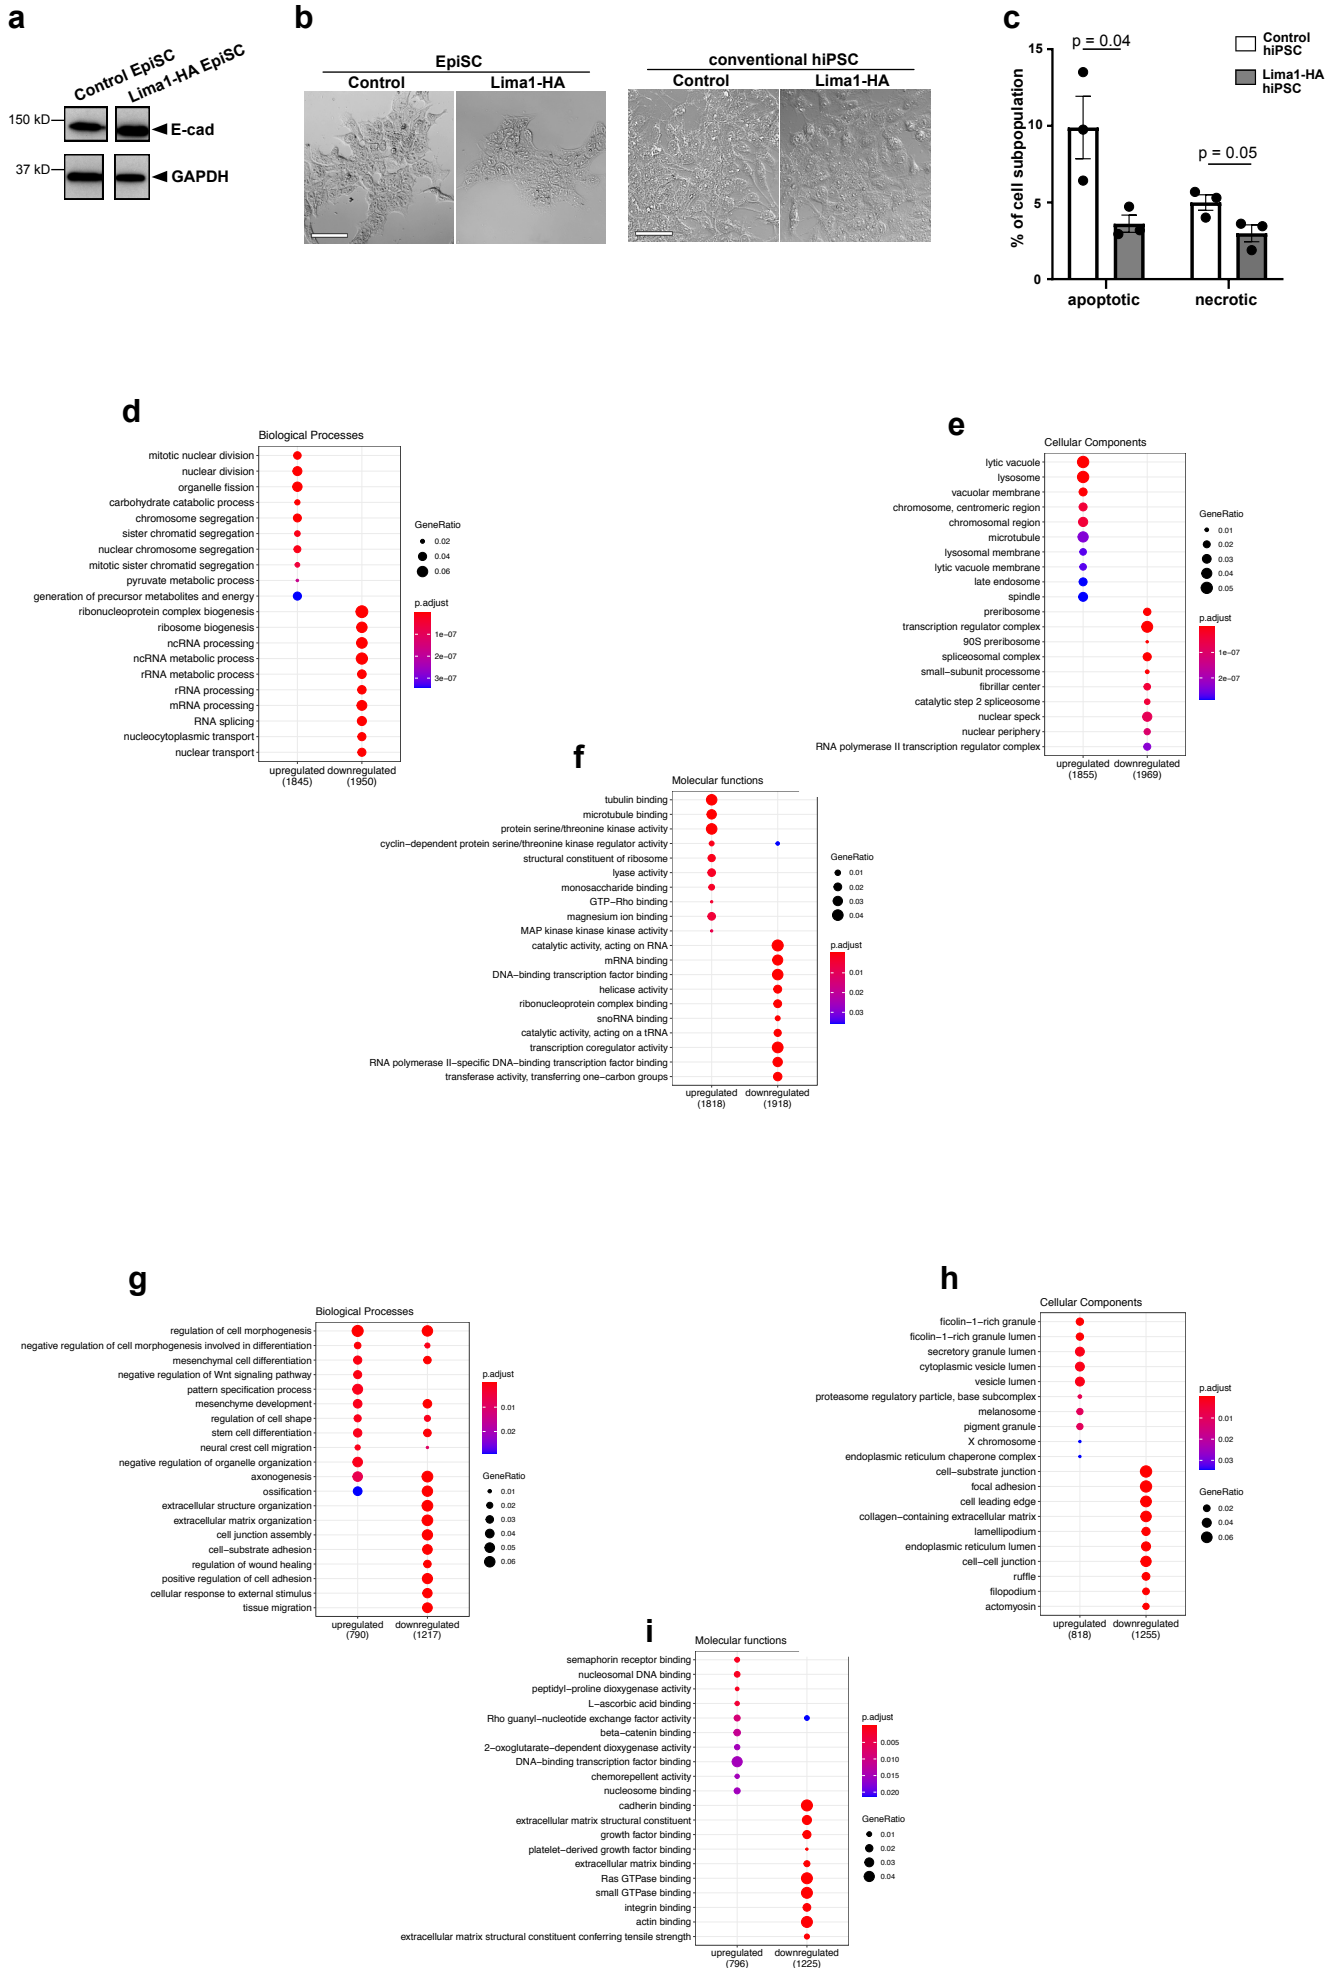 a
Control EpiSC
Lima1-HA EpiSC
150 kD
E-cad
37 kD
GAPDH
b
EpiSC
Control
Lima1-HA
conventional hiPSC
Control
Lima1-HA
c
% of cell subpopulation
15
10
5
0
p = 0.04
p = 0.05
apoptotic
necrotic
Control
hiPSC
Lima1-HA
hiPSC
d
Biological Processes
mitotic nuclear division
nuclear division
organelle fission
carbohydrate catabolic process
chromosome segregation
sister chromatid segregation
nuclear chromosome segregation
mitotic sister chromatid segregation
pyruvate metabolic process
generation of precursor metabolites and energy
ribonucleoprotein complex biogenesis
ribosome biogenesis
ncRNA processing
ncRNA metabolic process
rRNA metabolic process
rRNA processing
mRNA processing
RNA splicing
nucleocytoplasmic transport
nuclear transport
upregulated
(1845)
downregulated
(1950)
GeneRatio
0.02
0.04
0.06
p.adjust
1e−07
2e−07
3e−07
e
Cellular Components
lytic vacuole
lysosome
vacuolar membrane
chromosome, centromeric region
chromosomal region
microtubule
lysosomal membrane
lytic vacuole membrane
late endosome
spindle
preribosome
transcription regulator complex
90S preribosome
spliceosomal complex
small−subunit processome
fibrillar center
catalytic step 2 spliceosome
nuclear speck
nuclear periphery
RNA polymerase II transcription regulator complex
upregulated
(1855)
downregulated
(1969)
GeneRatio
0.01
0.02
0.03
0.04
0.05
p.adjust
1e−07
2e−07
f
Molecular functions
tubulin binding
microtubule binding
protein serine/threonine kinase activity
cyclin−dependent protein serine/threonine kinase regulator activity
structural constituent of ribosome
lyase activity
monosaccharide binding
GTP−Rho binding
magnesium ion binding
MAP kinase kinase kinase activity
catalytic activity, acting on RNA
mRNA binding
DNA−binding transcription factor binding
helicase activity
ribonucleoprotein complex binding
snoRNA binding
catalytic activity, acting on a tRNA
transcription coregulator activity
RNA polymerase II−specific DNA−binding transcription factor binding
transferase activity, transferring one−carbon groups
upregulated
(1818)
downregulated
(1918)
GeneRatio
0.01
0.02
0.03
0.04
p.adjust
0.01
0.02
0.03
g
Biological Processes
regulation of cell morphogenesis
negative regulation of cell morphogenesis involved in differentiation
mesenchymal cell differentiation
negative regulation of Wnt signaling pathway
pattern specification process
mesenchyme development
regulation of cell shape
stem cell differentiation
neural crest cell migration
negative regulation of organelle organization
axonogenesis
ossification
extracellular structure organization
extracellular matrix organization
cell junction assembly
cell−substrate adhesion
regulation of wound healing
positive regulation of cell adhesion
cellular response to external stimulus
tissue migration
upregulated
(790)
downregulated
(1217)
p.adjust
0.01
0.02
GeneRatio
0.01
0.02
0.03
0.04
0.05
0.06
h
Cellular Components
ficolin−1−rich granule
ficolin−1−rich granule lumen
secretory granule lumen
cytoplasmic vesicle lumen
vesicle lumen
proteasome regulatory particle, base subcomplex
melanosome
pigment granule
X chromosome
endoplasmic reticulum chaperone complex
cell−substrate junction
focal adhesion
cell leading edge
collagen−containing extracellular matrix
lamellipodium
endoplasmic reticulum lumen
cell−cell junction
ruffle
filopodium
actomyosin
upregulated
(818)
downregulated
(1255)
p.adjust
0.01
0.02
0.03
GeneRatio
0.02
0.04
0.06
i
Molecular functions
semaphorin receptor binding
nucleosomal DNA binding
peptidyl−proline dioxygenase activity
L−ascorbic acid binding
Rho guanyl−nucleotide exchange factor activity
beta−catenin binding
2−oxoglutarate−dependent dioxygenase activity
DNA−binding transcription factor binding
chemorepellent activity
nucleosome binding
cadherin binding
extracellular matrix structural constituent
growth factor binding
platelet−derived growth factor binding
extracellular matrix binding
Ras GTPase binding
small GTPase binding
integrin binding
actin binding
extracellular matrix structural constituent conferring tensile strength
upregulated
(796)
downregulated
(1225)
p.adjust
0.005
0.010
0.015
0.020
GeneRatio
0.01
0.02
0.03
0.04